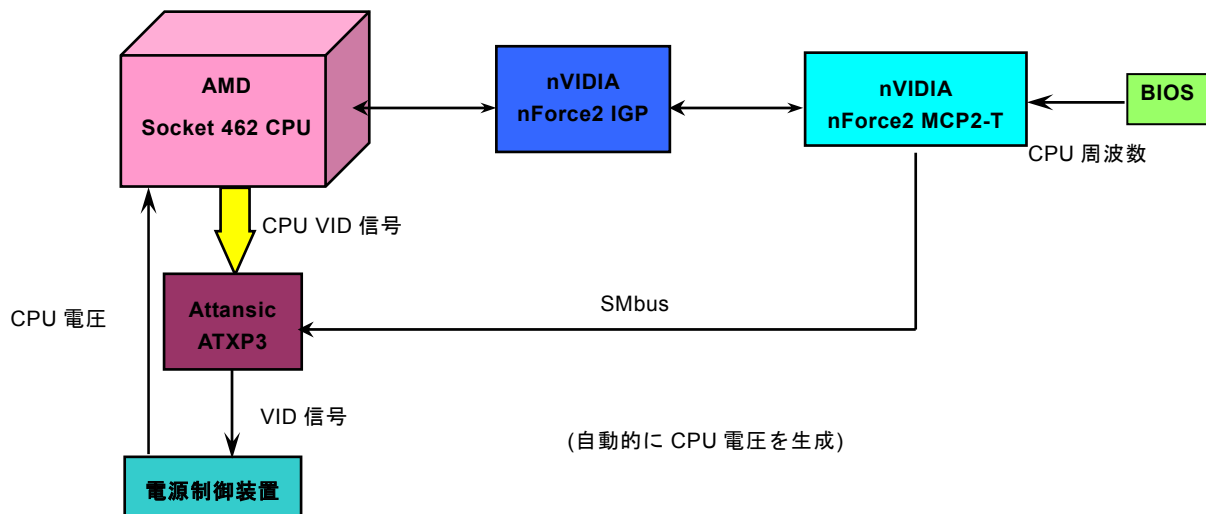 AMD
Socket 462 CPU
nVIDIA
nForce2 IGP
nVIDIA
nForce2 MCP2-T
BIOS
CPU 周波数
CPU VID 信号
CPU 電圧
Attansic
ATXP3
SMbus
VID 信号
(自動的に CPU 電圧を生成)
電源制御装置